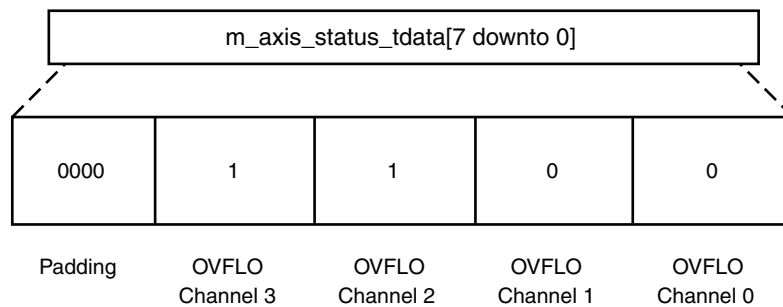 m_axis_status_tdata[7 downto 0]
0000 1 1 0 0
Padding OVFLO OVFLO OVFLO OVFLO
Channel 3 Channel 2 Channel 1 Channel 0